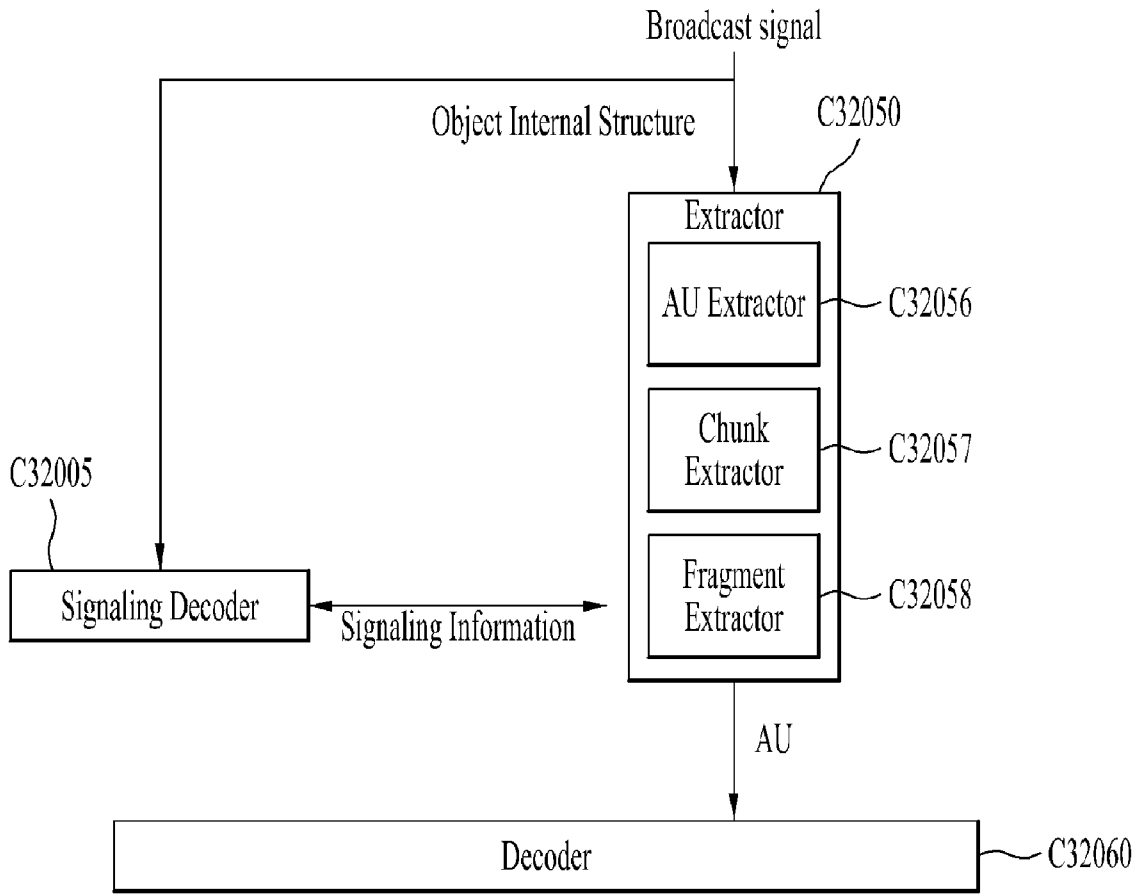 Broadcast signal
Object Internal Structure
C32050
Extractor
AU Extractor
C32056
Chunk
Extractor
C32057
C32005
Signaling Decoder
Signaling Information
Fragment
Extractor
C32058
AU
Decoder
C32060